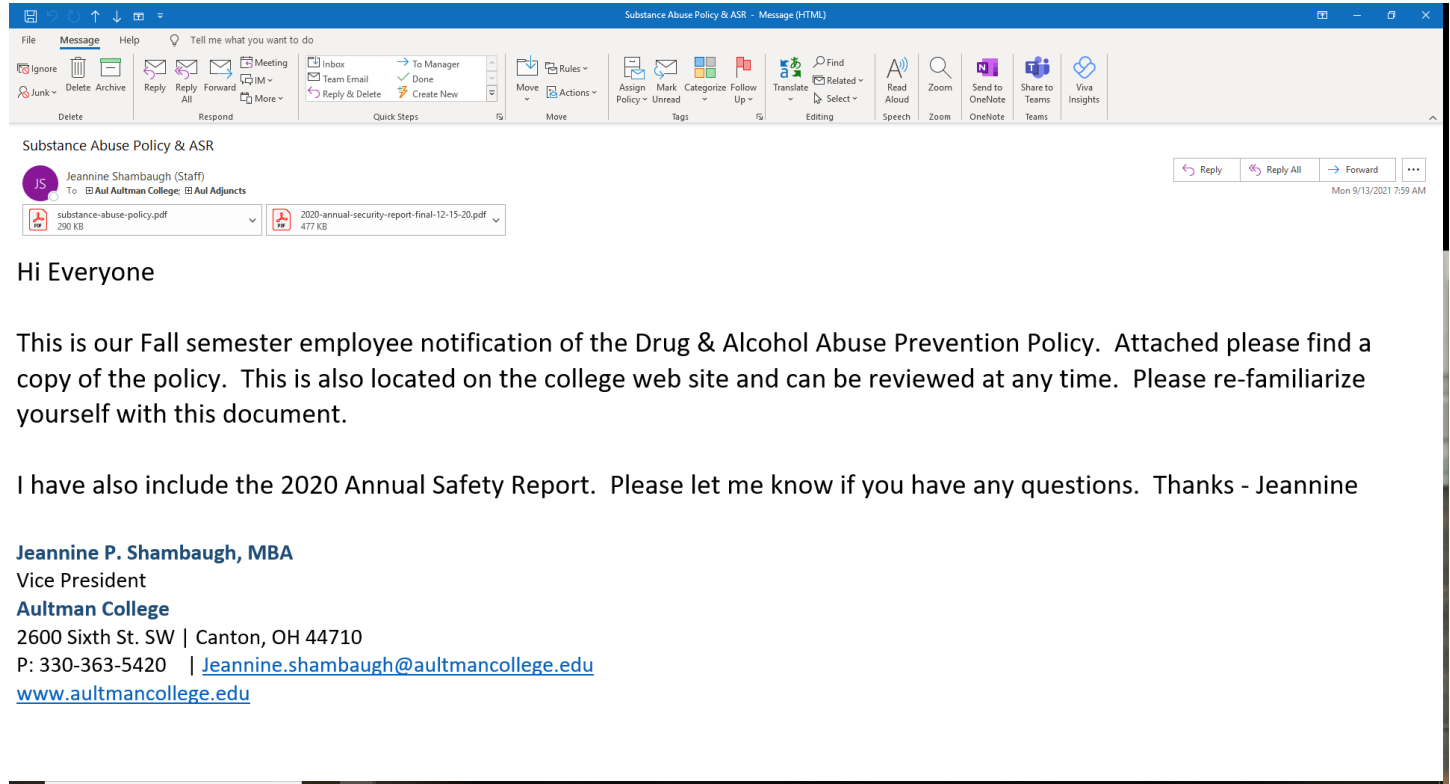 Substance Abuse Policy & ASR - Message (HTML)
File Message Help Tell me what you want to do
Ignore
Junk
Delete
Archive
Reply
Reply All
Forward
Meeting
IM
More
Inbox
Team Email
Reply & Delete
To Manager
Done
Create New
Move
Rules
Actions
Assign Policy
Mark Unread
Categorize
Follow Up
Translate
Find
Related
Select
Read Aloud
Zoom
Send to OneNote
Share to Teams
Viva Insights
Delete Respond Quick Steps Move Tags Editing Speech Zoom OneNote Teams
Substance Abuse Policy & ASR
JS
Jeannine Shambaugh (Staff)
To Aul Aultman College; Aul Adjuncts
Reply Reply All Forward
Mon 9/13/2021 7:59 AM
PDF
substance-abuse-policy.pdf
290 KB
PDF
2020-annual-security-report-final-12-15-20.pdf
477 KB
Hi Everyone
This is our Fall semester employee notification of the Drug & Alcohol Abuse Prevention Policy. Attached please find a
copy of the policy. This is also located on the college web site and can be reviewed at any time. Please re-familiarize
yourself with this document.
I have also include the 2020 Annual Safety Report. Please let me know if you have any questions. Thanks - Jeannine
Jeannine P. Shambaugh, MBA
Vice President
Aultman College
2600 Sixth St. SW | Canton, OH 44710
P: 330-363-5420 | Jeannine.shambaugh@aultmancollege.edu
www.aultmancollege.edu